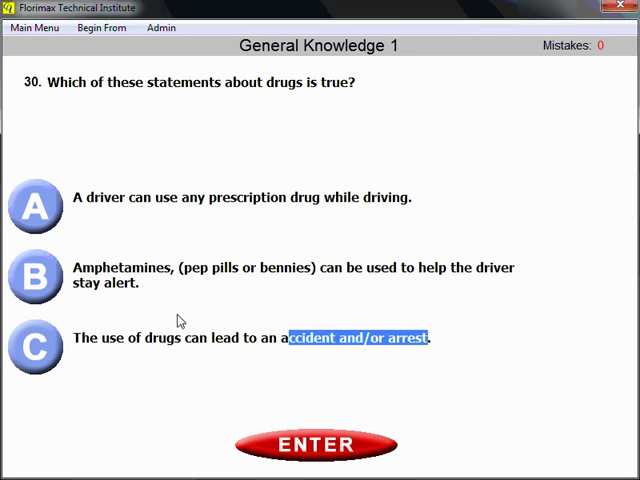 Florimax Technical Institute
Main Menu Begin From Admin
General Knowledge 1 Mistakes: 0
30. Which of these statements about drugs is true?
A A driver can use any prescription drug while driving.
B Amphetamines, (pep pills or bennies) can be used to help the driver
stay alert.
C The use of drugs can lead to an accident and/or arrest.
ENTER